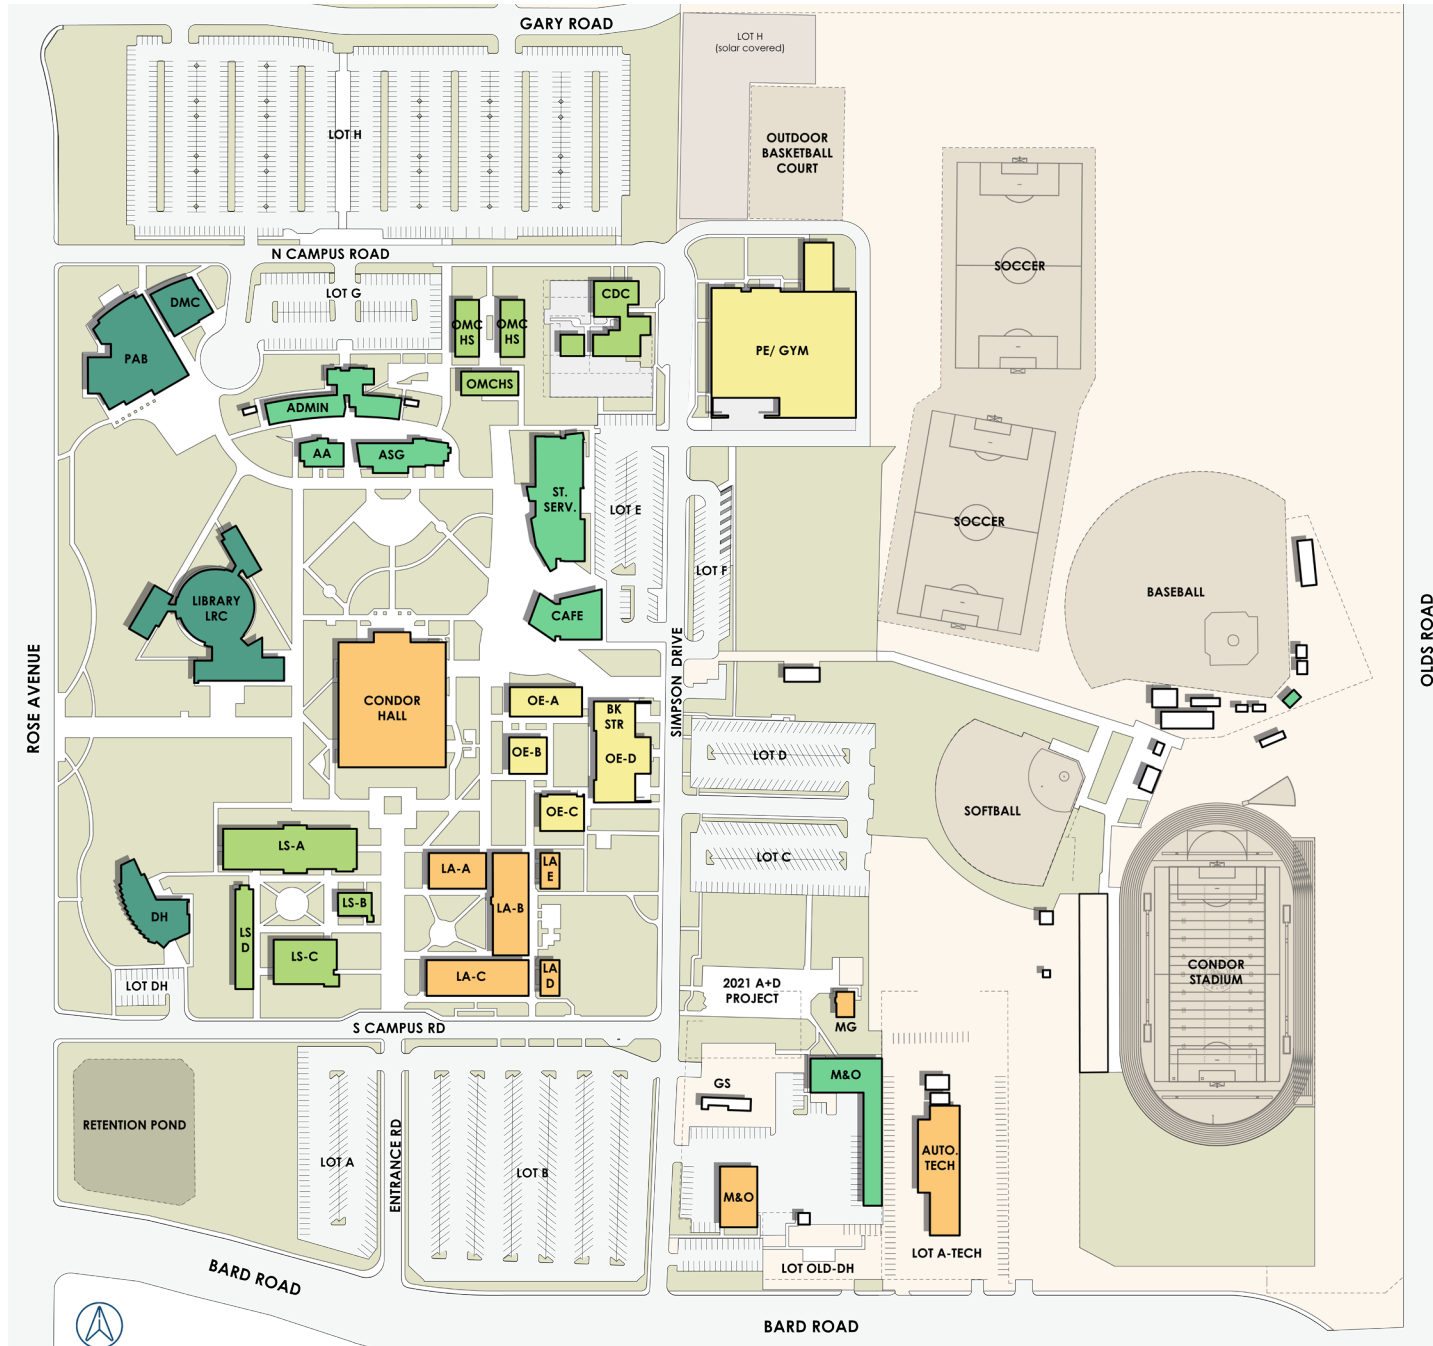 GARY ROAD
LOT H
(solar covered)
LOT H
OUTDOOR
BASKETBALL
COURT
N CAMPUS ROAD
SOCCER
DMC
LOT G
CDC
OMC
HS
OMC
HS
PAB
PE/ GYM
OMCHS
ADMIN
AA
ASG
ST.
SERV.
LOT E
SOCCER
LOT F
BASEBALL
LIBRARY
LRC
CAFE
ROSE AVENUE
SIMPSON DRIVE
OLDS ROAD
CONDOR
HALL
OE-A
BK
STR
OE-B
OE-D
LOT D
OE-C
SOFTBALL
LS-A
LA-A
LA
E
LOT C
LS-B
LA-B
DH
LS
D
LS-C
LA-C
LA
D
CONDOR
STADIUM
LOT DH
2021 A+D
PROJECT
S CAMPUS RD
MG
M&O
GS
RETENTION POND
LOT A
ENTRANCE RD
LOT B
AUTO.
TECH
M&O
LOT A-TECH
LOT OLD-DH
BARD ROAD
BARD ROAD